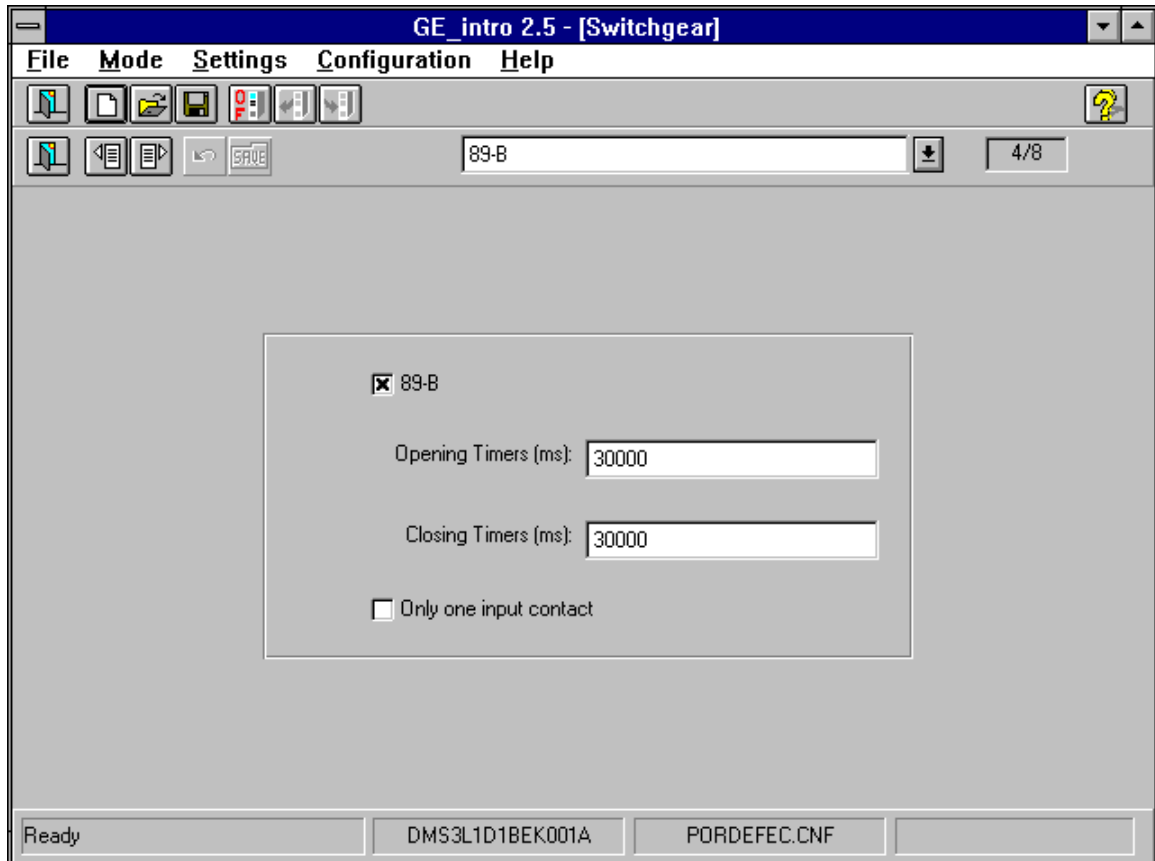 GE_intro 2.5 - [Switchgear]
File Mode Settings Configuration Help
SAVE 89-B 4/8
89-B
Opening Timers (ms): 30000
Closing Timers (ms): 30000
Only one input contact
Ready DMS3L1D1BEK001A PORDEFEC.CNF